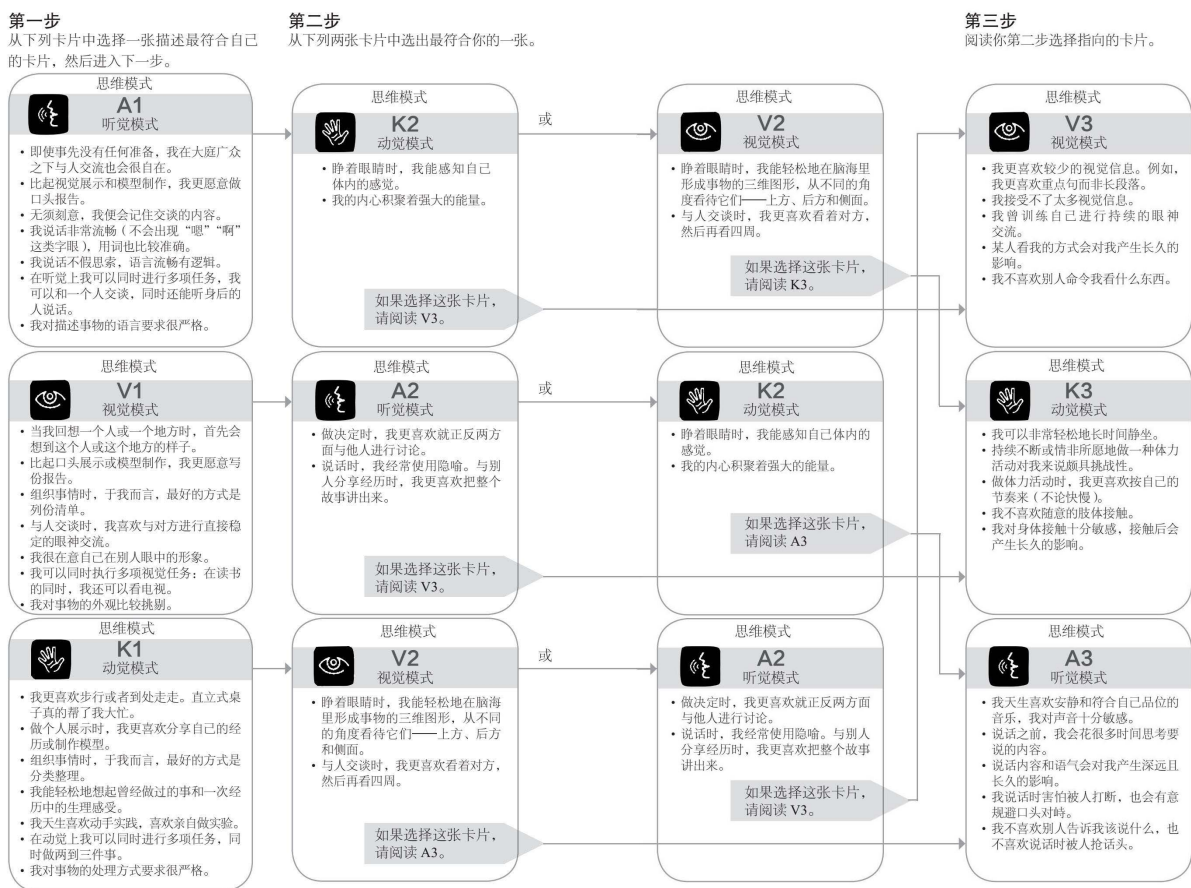 第一步
从下列卡片中选择一张描述最符合自己
的卡片，然后进入下一步。
第二步
从下列两张卡片中选出最符合你的一张。
第三步
阅读你第二步选择指向的卡片。
思维模式
A1
听觉模式
• 即使事先没有任何准备，我在大庭广众
之下与人交流也会很自在。
• 比起视觉展示和模型制作，我更愿意做
口头报告。
• 无须刻意，我便会记住交谈的内容。
• 我说话非常流畅（不会出现“嗯”“啊”
这类字眼），用词也比较准确。
• 我说话不假思索，语言流畅有逻辑。
• 在听觉上我可以同时进行多项任务，我
可以和一个人交谈，同时还能听身后的
人说话。
• 我对描述事物的语言要求很严格。
思维模式
K2
动觉模式
• 睁着眼睛时，我能感知自己
体内的感觉。
• 我的内心积聚着强大的能量。
如果选择这张卡片，
请阅读 V3。
或
思维模式
V2
视觉模式
• 睁着眼睛时，我能轻松地在脑海里
形成事物的三维图形，从不同的角
度看待它们——上方、后方和侧面。
• 与人交谈时，我更喜欢看着对方，
然后再看四周。
如果选择这张卡片，
请阅读 K3。
思维模式
V3
视觉模式
• 我更喜欢较少的视觉信息。例如，
我更喜欢重点句而非长段落。
• 我接受不了太多视觉信息。
• 我曾训练自己进行持续的眼神
交流。
• 某人看我的方式会对我产生长久的
影响。
• 我不喜欢别人命令我看什么东西。
思维模式
V1
视觉模式
• 当我回想一个人或一个地方时，首先会
想到这个人或这个地方的样子。
• 比起口头展示或模型制作，我更愿意写
份报告。
• 组织事情时，于我而言，最好的方式是
列份清单。
• 与人交谈时，我喜欢与对方进行直接稳
定的眼神交流。
• 我很在意自己在别人眼中的形象。
• 我可以同时执行多项视觉任务：在读书
的同时，我还可以看电视。
• 我对事物的外观比较挑剔。
思维模式
A2
听觉模式
• 做决定时，我更喜欢就正反两方
面与他人进行讨论。
• 说话时，我经常使用隐喻。与别
人分享经历时，我更喜欢把整个
故事讲出来。
如果选择这张卡片，
请阅读 V3。
或
思维模式
K2
动觉模式
• 睁着眼睛时，我能感知自己体内的
感觉。
• 我的内心积聚着强大的能量。
如果选择这张卡片，
请阅读 A3
思维模式
K3
动觉模式
• 我可以非常轻松地长时间静坐。
• 持续不断或情非所愿地做一种体力
活动对我来说颇具挑战性。
• 做体力活动时，我更喜欢按自己的
节奏来（不论快慢）。
• 我不喜欢随意的肢体接触。
• 我对身体接触十分敏感，接触后会
产生长久的影响。
思维模式
K1
动觉模式
• 我更喜欢步行或者到处走走。直立式桌
子真的帮了我大忙。
• 做个人展示时，我更喜欢分享自己的经
历或制作模型。
• 组织事情时，于我而言，最好的方式是
分类整理。
• 我能轻松地想起曾经做过的事和一次经
历中的生理感受。
• 我天生喜欢动手实践，喜欢亲自做实验。
• 在动觉上我可以同时进行多项任务，同
时做两到三件事。
• 我对事物的处理方式要求很严格。
思维模式
V2
视觉模式
• 睁着眼睛时，我能轻松地在脑海
里形成事物的三维图形，从不同
的角度看待它们——上方、后方
和侧面。
• 与人交谈时，我更喜欢看着对方，
然后再看四周。
如果选择这张卡片，
请阅读 A3。
或
思维模式
A2
听觉模式
• 做决定时，我更喜欢就正反两方面
与他人进行讨论。
• 说话时，我经常使用隐喻。与别人
分享经历时，我更喜欢把整个故事
讲出来。
如果选择这张卡片，
请阅读 V3。
思维模式
A3
听觉模式
• 我天生喜欢安静和符合自己品位的
音乐，我对声音十分敏感。
• 说话之前，我会花很多时间思考要
说的内容。
• 说话内容和语气会对我产生深远且
长久的影响。
• 我说话时害怕被人打断，也会有意
规避口头对峙。
• 我不喜欢别人告诉我该说什么，也
不喜欢说话时被人抢话头。